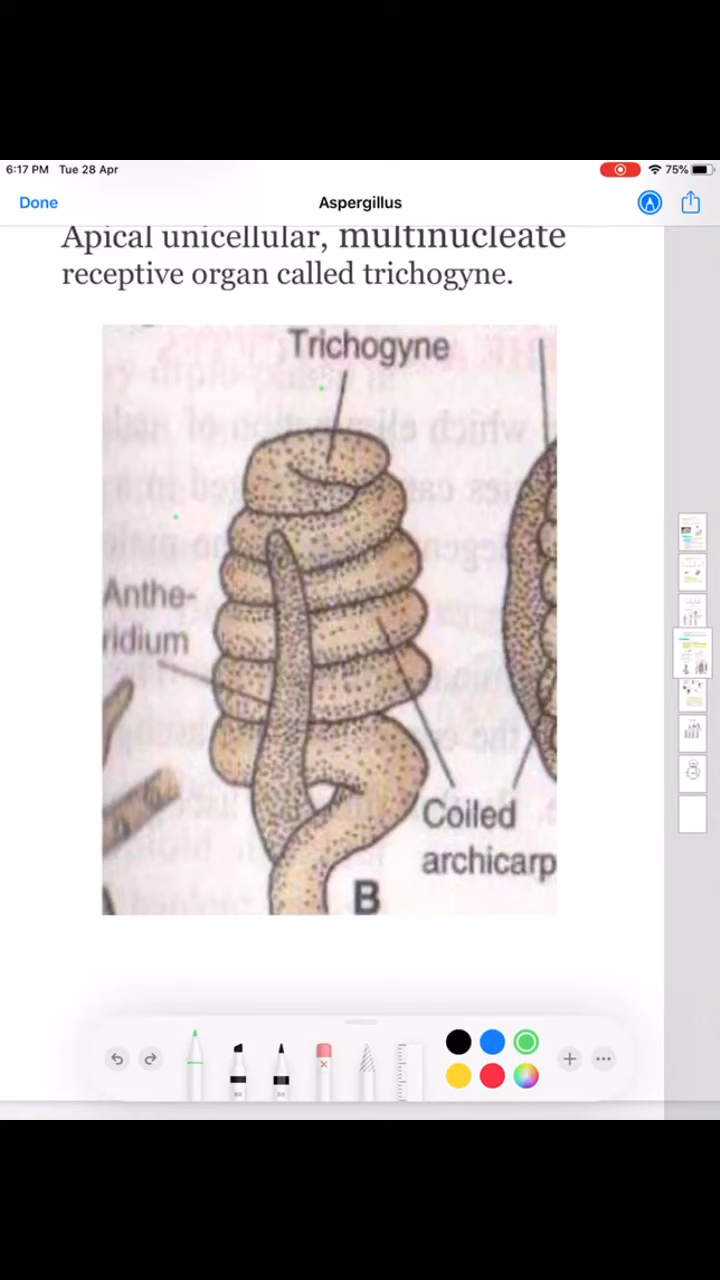 6:17 PM Tue 28 Apr
75%
Done
Aspergillus
Apical unicellular, multinucleate
receptive organ called trichogyne.
Trichogyne
Anthe-
ridium
Coiled
archicarp
B